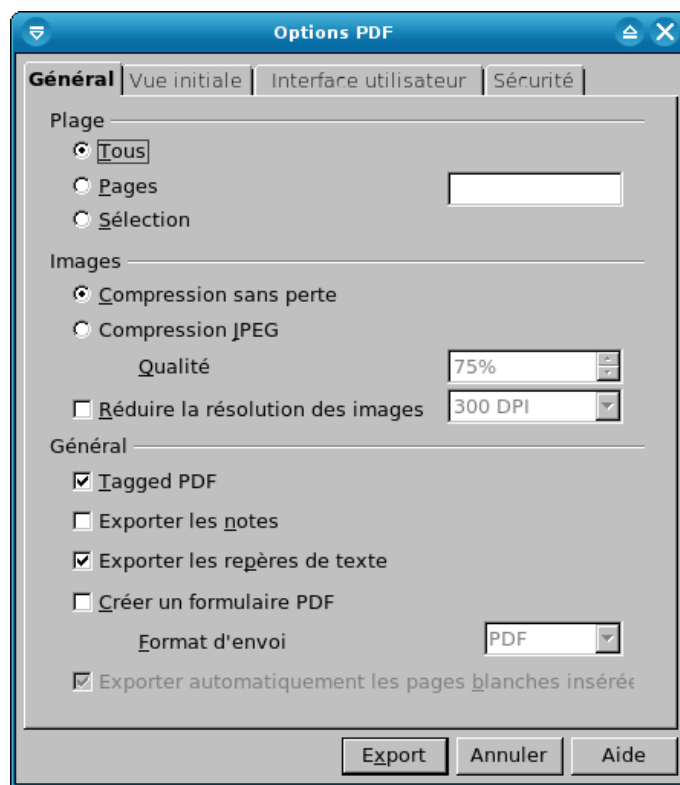 Options PDF
Général Vue initiale Interface utilisateur Sécurité
Plage
Tous
Pages
Sélection
Images
Compression sans perte
Compression JPEG
Qualité 75%
Réduire la résolution des images 300 DPI
Général
Tagged PDF
Exporter les notes
Exporter les repères de texte
Créer un formulaire PDF
Format d'envoi PDF
Exporter automatiquement les pages blanches insérée
Export Annuler Aide